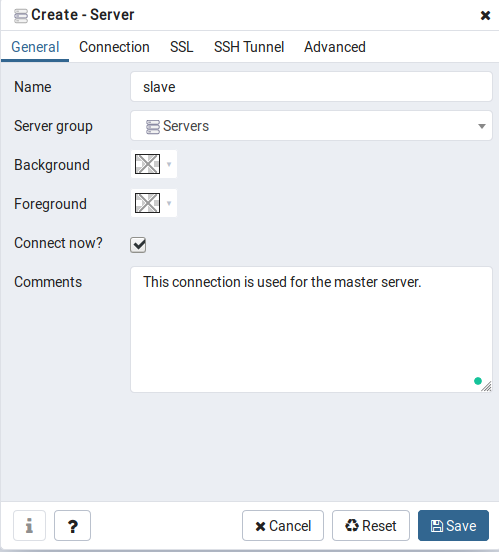 Create - Server
General Connection SSL SSH Tunnel Advanced
Name slave
Server group Servers
Background
Foreground
Connect now?
Comments This connection is used for the master server.
i ? Cancel Reset Save